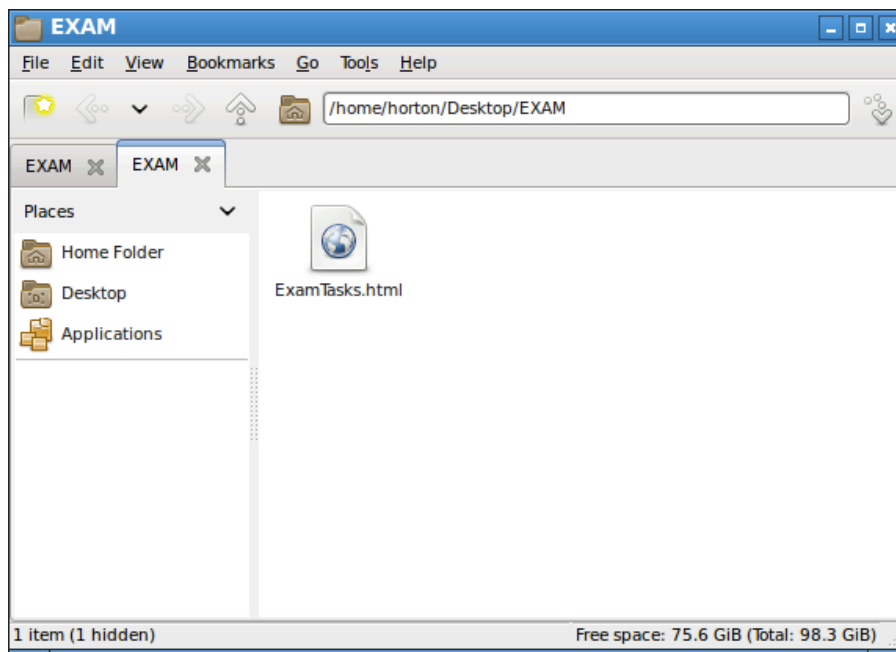 EXAM
File Edit View Bookmarks Go Tools Help
/home/horton/Desktop/EXAM
EXAM EXAM
Places
Home Folder
Desktop
Applications
ExamTasks.html
1 item (1 hidden) Free space: 75.6 GiB (Total: 98.3 GiB)